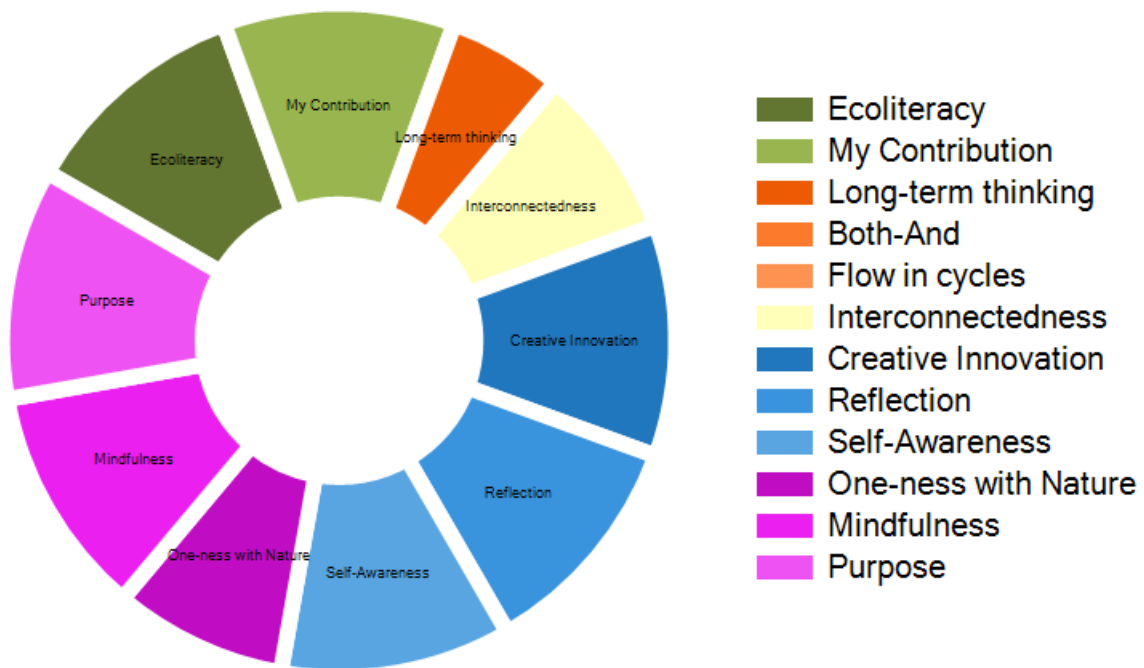 My Contribution
Long-term thinking
Ecoliteracy
Interconnectedness
Purpose
Creative Innovation
Mindfulness
Reflection
One-ness with Nature
Self-Awareness
Ecoliteracy
My Contribution
Long-term thinking
Both-And
Flow in cycles
Interconnectedness
Creative Innovation
Reflection
Self-Awareness
One-ness with Nature
Mindfulness
Purpose